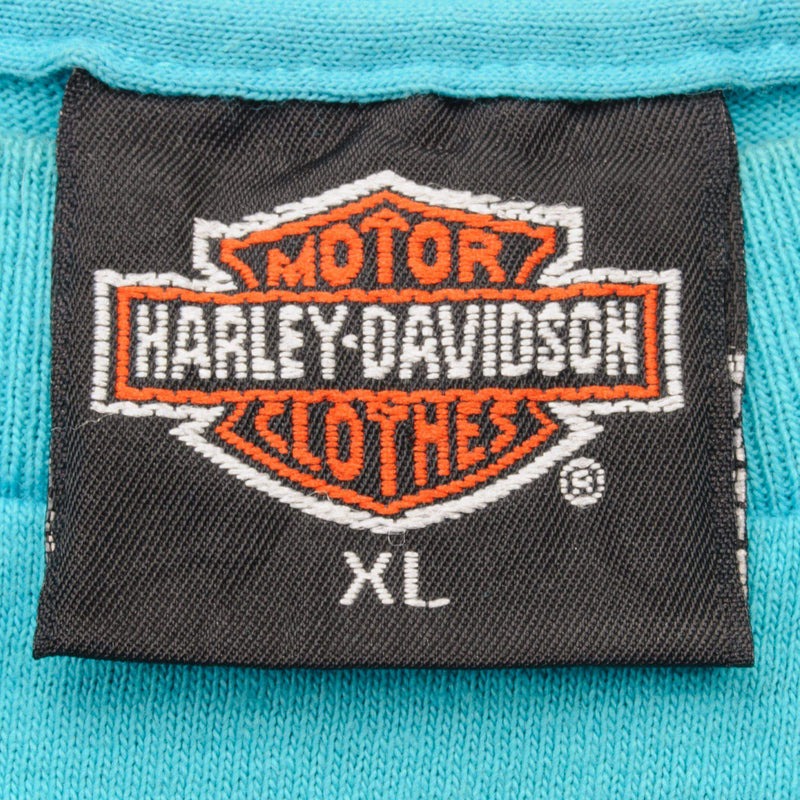 MOTOR
HARLEY-DAVIDSON
CLOTHES
®
XL